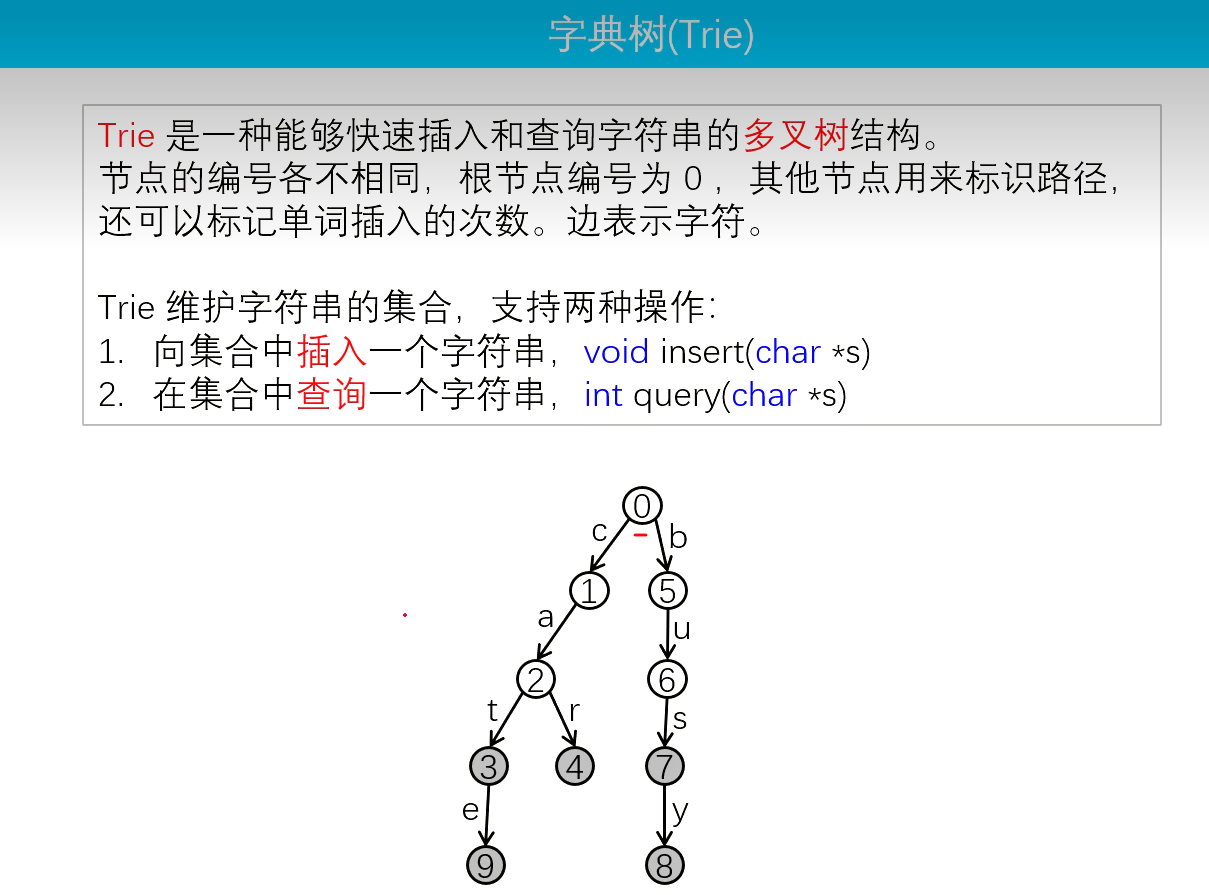 字典树(Trie)
Trie 是一种能够快速插入和查询字符串的多叉树结构。
节点的编号各不相同，根节点编号为 0 ，其他节点用来标识路径，
还可以标记单词插入的次数。边表示字符。
Trie 维护字符串的集合，支持两种操作：
1. 向集合中插入一个字符串，void insert(char *s)
2. 在集合中查询一个字符串，int query(char *s)
0
c b
1 5
a u
2 6
t r s
3 4 7
e y
9 8